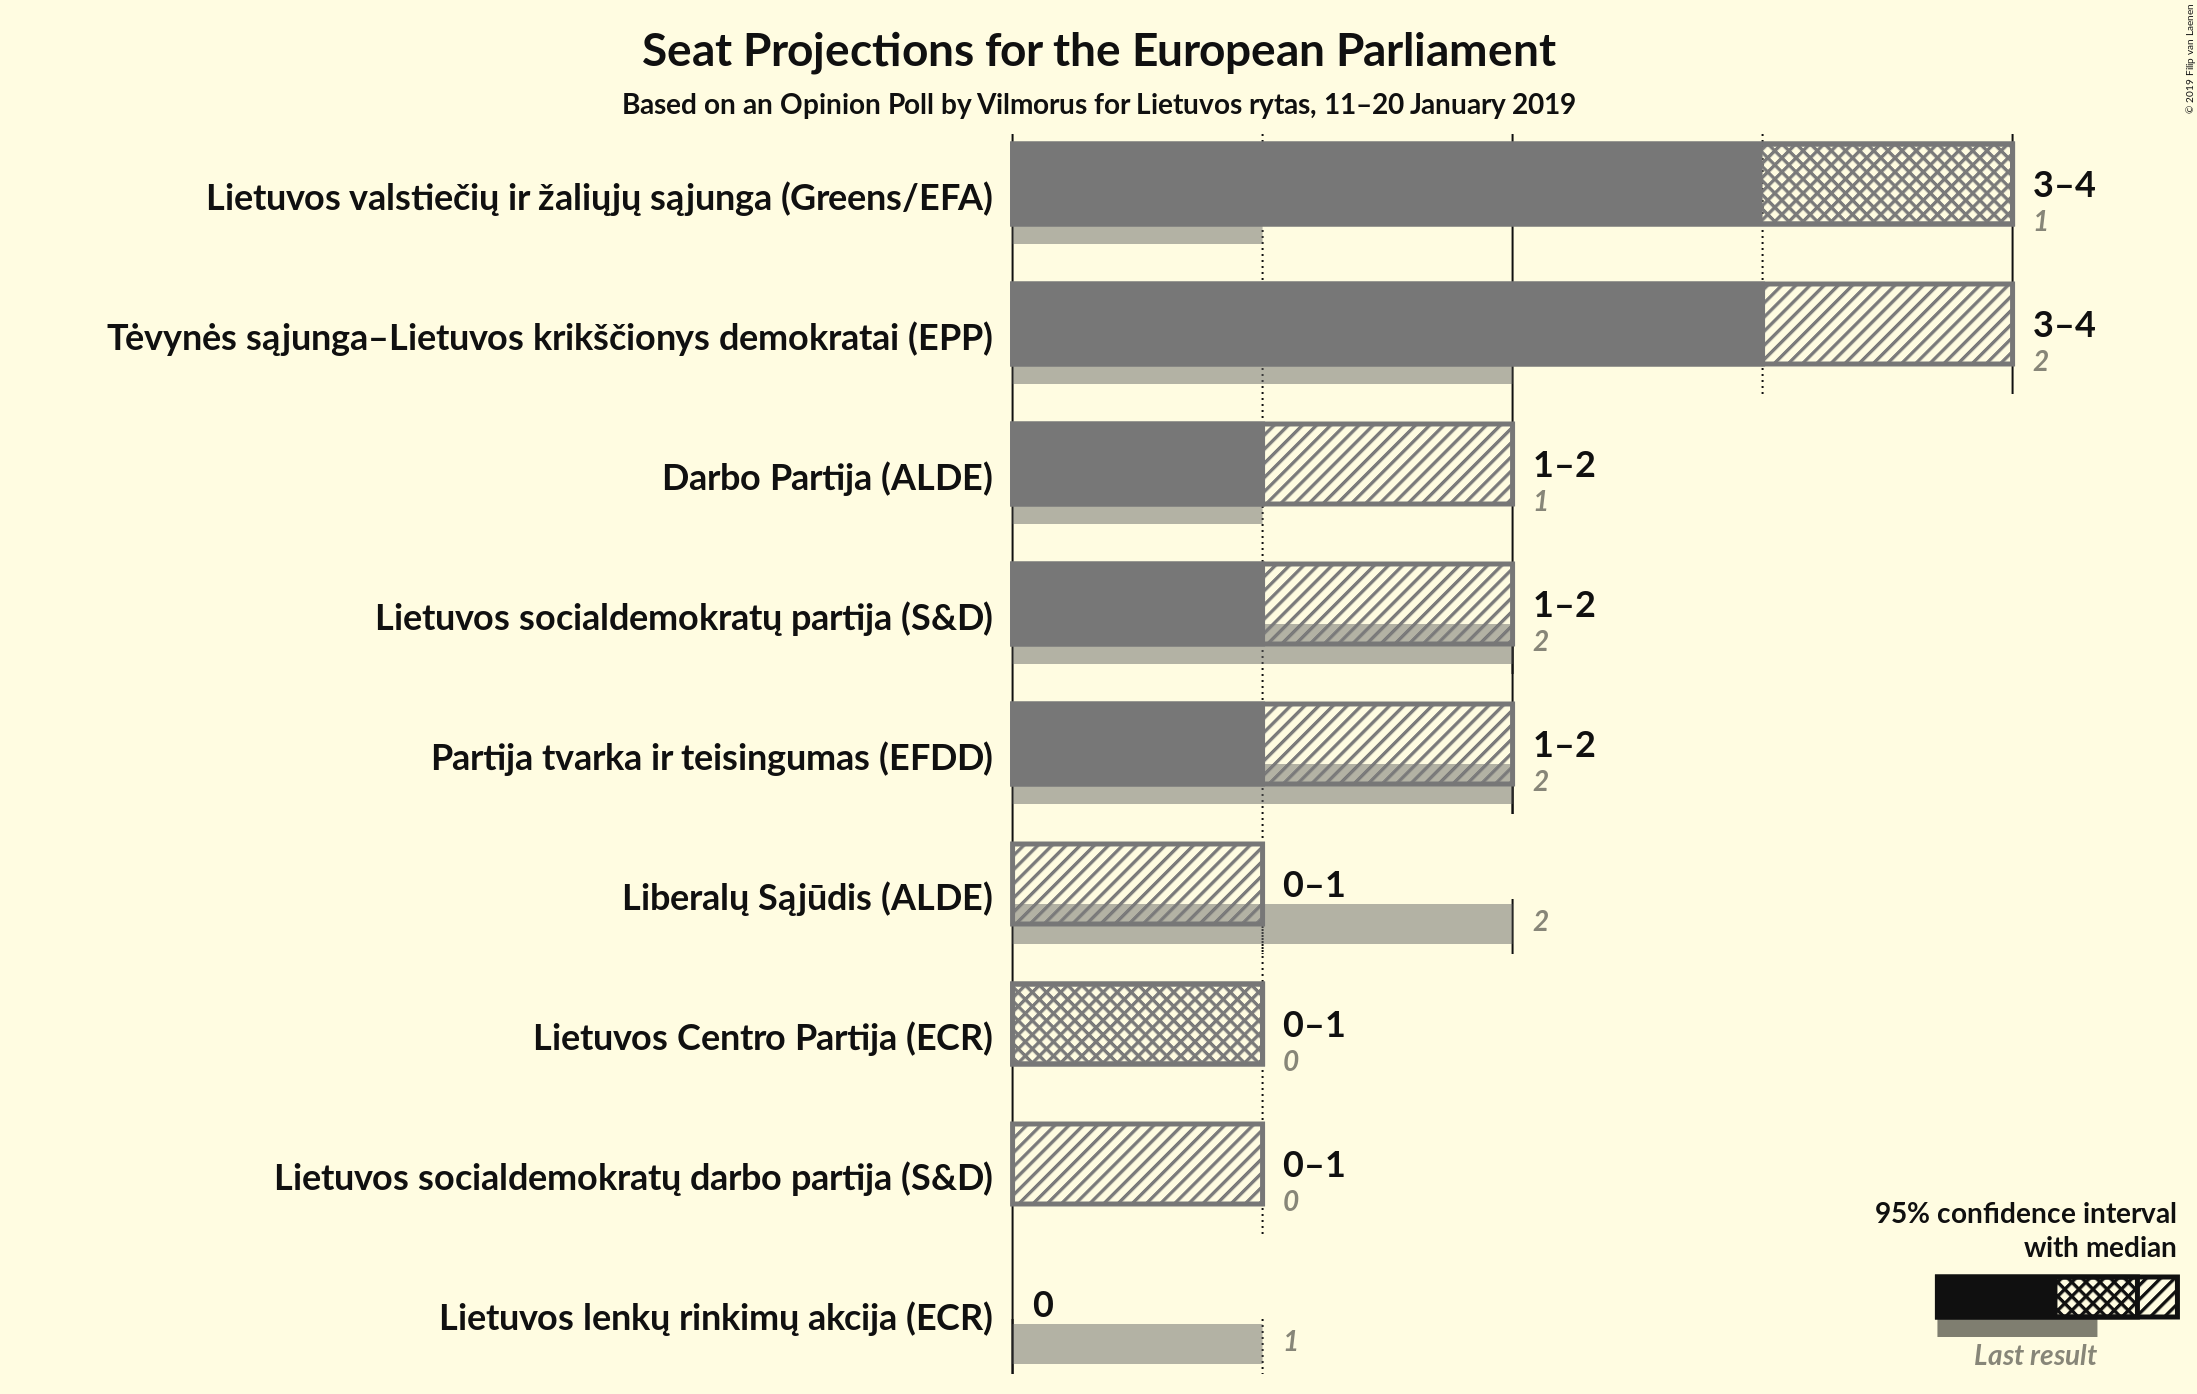 Seat Projections for the European Parliament
Based on an Opinion Poll by Vilmorus for Lietuvos rytas, 11–20 January 2019
© 2019 Filip van Laenen
Lietuvos valstiečių ir žaliųjų sąjunga (Greens/EFA)
3–4
1
Tėvynės sąjunga–Lietuvos krikščionys demokratai (EPP)
3–4
2
Darbo Partija (ALDE)
1–2
1
Lietuvos socialdemokratų partija (S&D)
1–2
2
Partija tvarka ir teisingumas (EFDD)
1–2
2
Liberalų Sąjūdis (ALDE)
0–1
2
Lietuvos Centro Partija (ECR)
0–1
0
Lietuvos socialdemokratų darbo partija (S&D)
0–1
0
Lietuvos lenkų rinkimų akcija (ECR)
0
1
95% confidence interval
with median
Last result